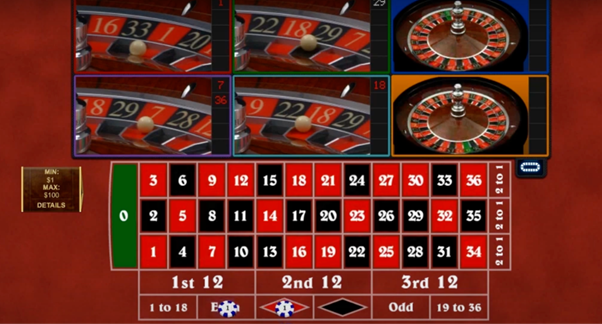 1
16 33 1 20
22 18 29 7
29
8 29 7 28 12
7
36
9 22 18 29
18
MIN:
$1
MAX:
$100
DETAILS
0
3 6 9 12 15 18 21 24 27 30 33 36 2 to 1
2 5 8 11 14 17 20 23 26 29 32 35 2 to 1
1 4 7 10 13 16 19 22 25 28 31 34 2 to 1
1st 12 2nd 12 3rd 12
1 to 18 1 1 Odd 19 to 36